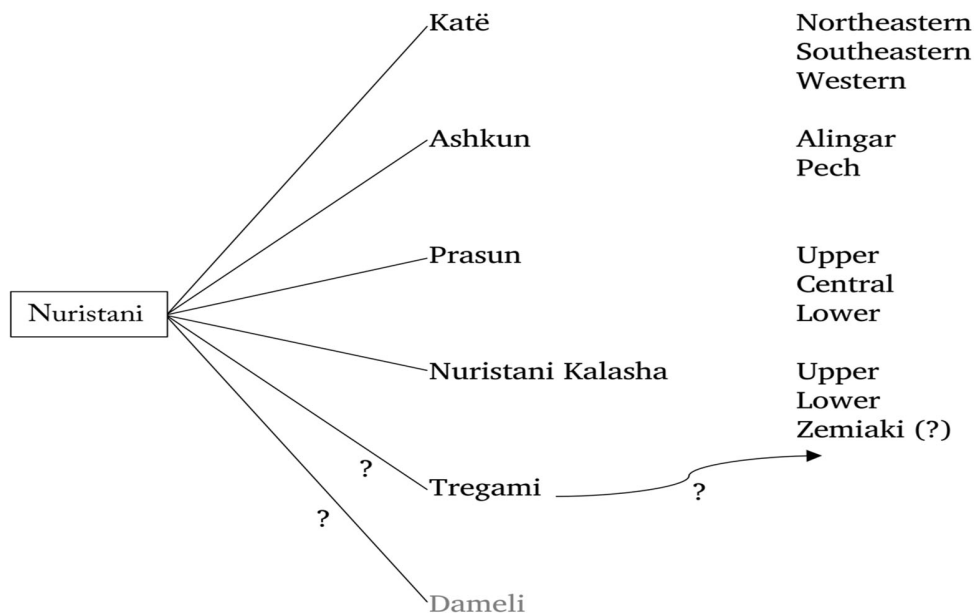 Katë
Northeastern
Southeastern
Western
Ashkun
Alingar
Pech
Prasun
Upper
Central
Lower
Nuristani
Nuristani Kalasha
Upper
Lower
Zemiaki (?)
?
Tregami
?
?
Dameli